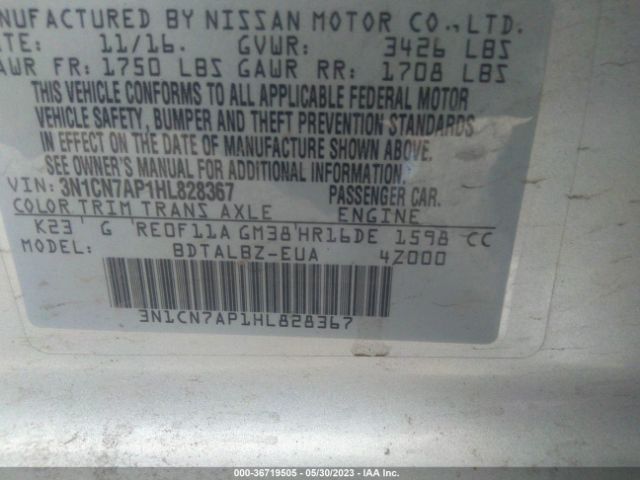 NUFACTURED BY NISSAN MOTOR CO., LTD.
ATE: 11/16. GVWR: 3426 LBS
AWR FR: 1750 LBS GAWR RR: 1708 LBS
THIS VEHICLE CONFORMS TO ALL APPLICABLE FEDERAL MOTOR
VEHICLE SAFETY, BUMPER AND THEFT PREVENTION STANDARDS
IN EFFECT ON THE DATE OF MANUFACTURE SHOWN ABOVE.
SEE OWNER'S MANUAL FOR ADDITIONAL INFORMATION.
VIN: 3N1CN7AP1HL828367 PASSENGER CAR.
COLOR TRIM TRANS AXLE ENGINE
K23 G RE0F11A GM38 HR16DE 1598 CC
MODEL: BDTALBZ-EUA 4Z000
3N1CN7AP1HL828367
000-36719505 - 05/30/2023 - IAA Inc.